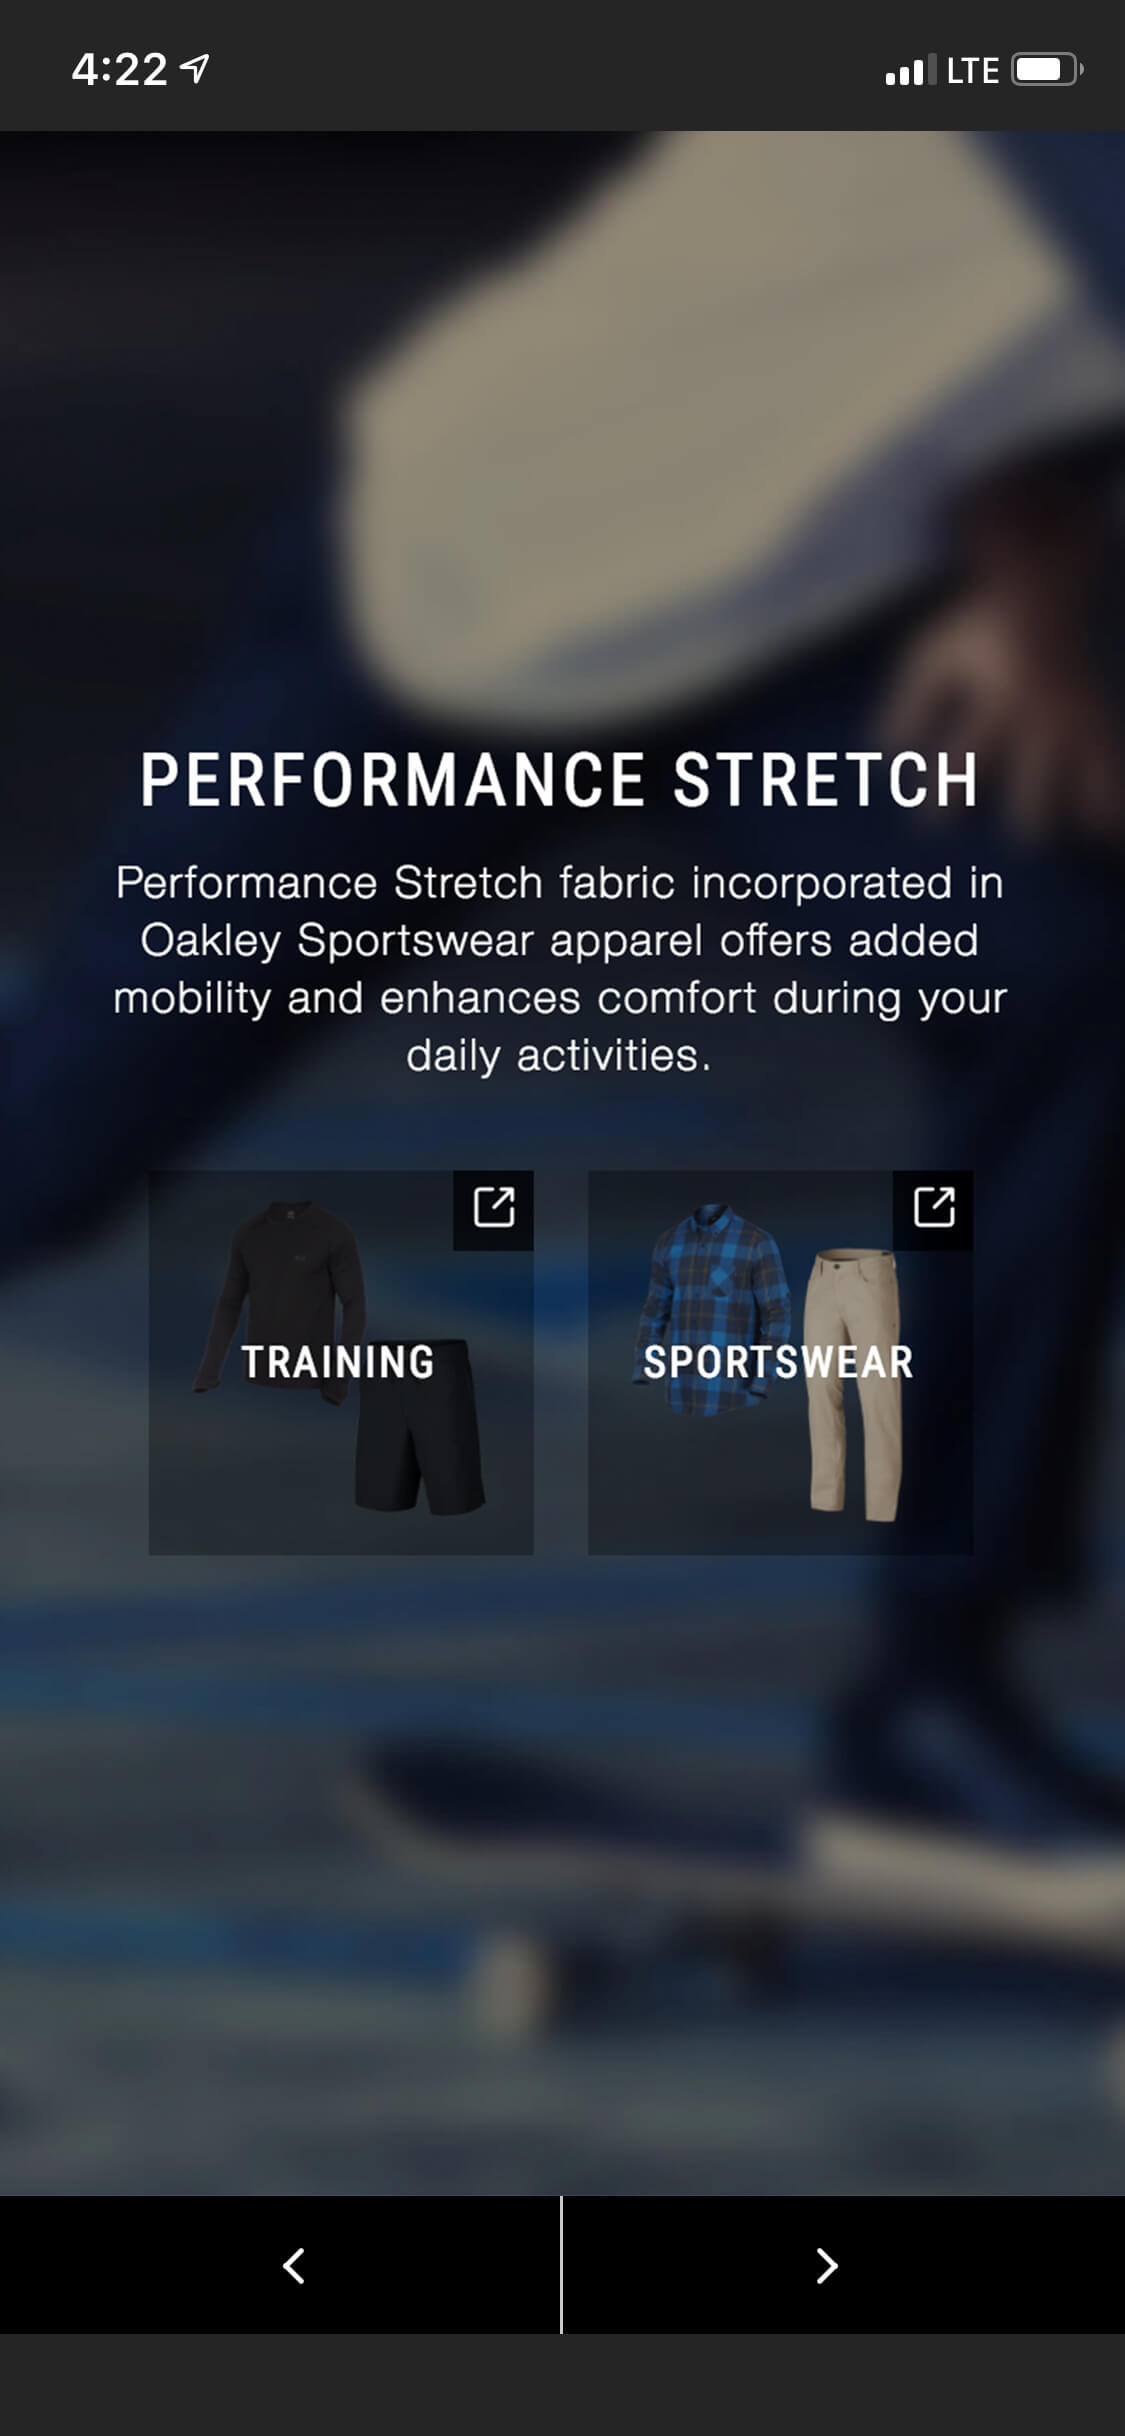 4:22
LTE
PERFORMANCE STRETCH
Performance Stretch fabric incorporated in
Oakley Sportswear apparel offers added
mobility and enhances comfort during your
daily activities.
TRAINING
SPORTSWEAR